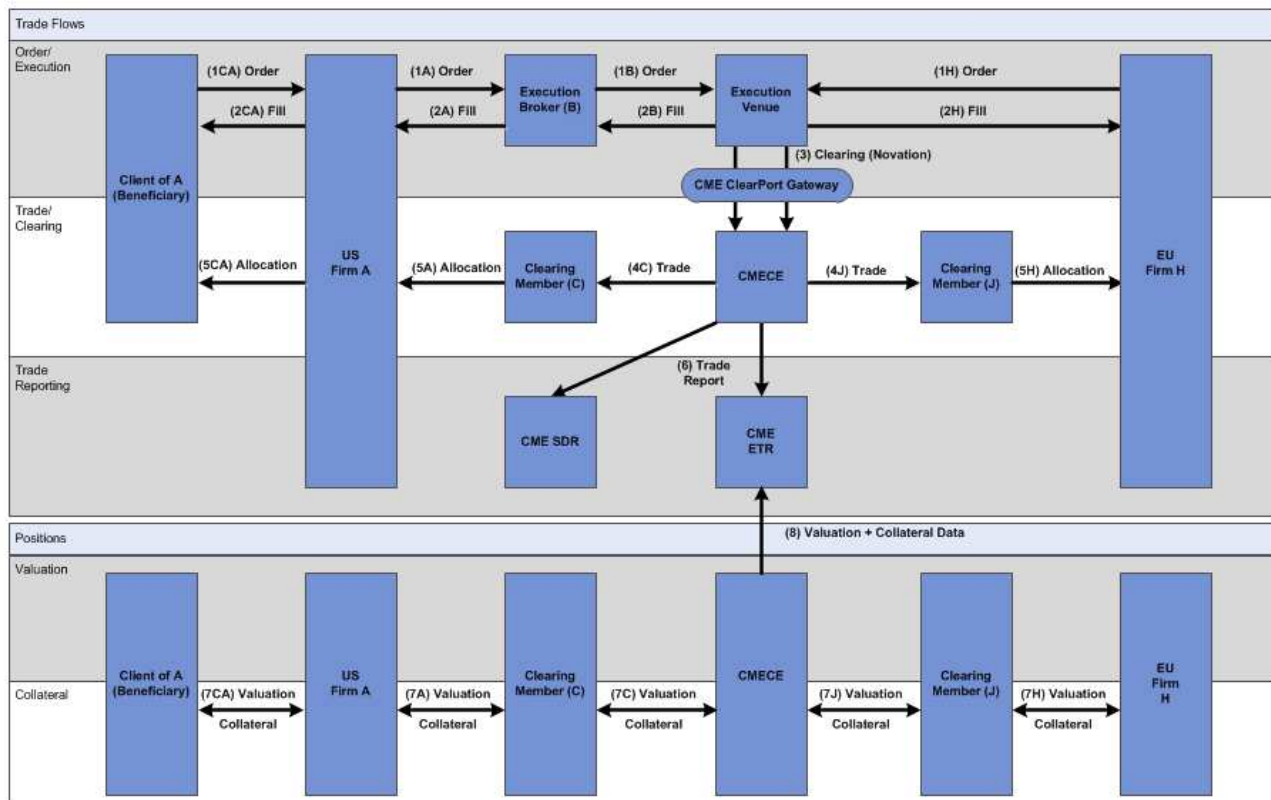 Trade Flows
Order/
Execution
(1CA) Order
(1A) Order
(1B) Order
(1H) Order
Execution
Broker (B)
Execution
Venue
(2CA) Fill
(2A) Fill
(2B) Fill
(2H) Fill
(3) Clearing (Novation)
Client of A
(Beneficiary)
CME ClearPort Gateway
Trade/
Clearing
US
Firm A
EU
Firm H
(5CA) Allocation
(5A) Allocation
Clearing
Member (C)
(4C) Trade
CMECE
(4J) Trade
Clearing
Member (J)
(5H) Allocation
Trade
Reporting
(6) Trade
Report
CME SDR
CME
ETR
Positions
(8) Valuation + Collateral Data
Valuation
Client of A
(Beneficiary)
US
Firm A
Clearing
Member (C)
CMECE
Clearing
Member (J)
EU
Firm
H
Collateral
(7CA) Valuation
Collateral
(7A) Valuation
Collateral
(7C) Valuation
Collateral
(7J) Valuation
Collateral
(7H) Valuation
Collateral